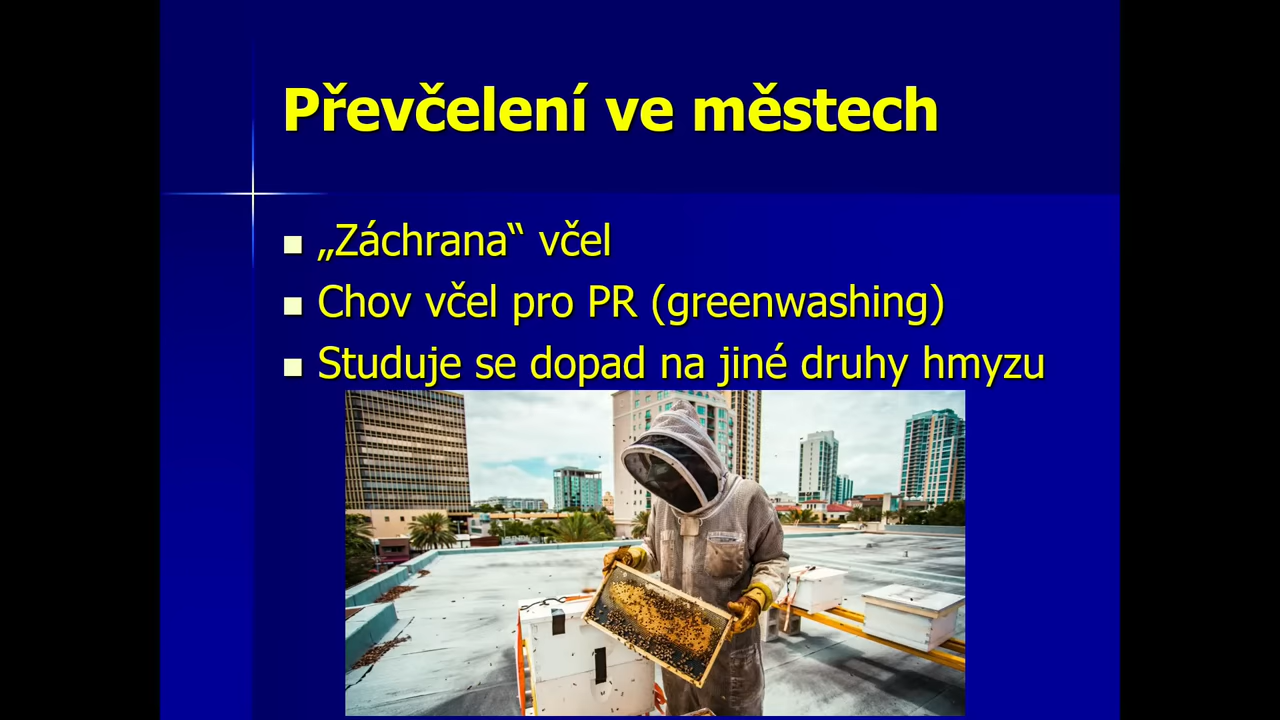 Převčelení ve městech
„Záchrana“ včel
Chov včel pro PR (greenwashing)
Studuje se dopad na jiné druhy hmyzu